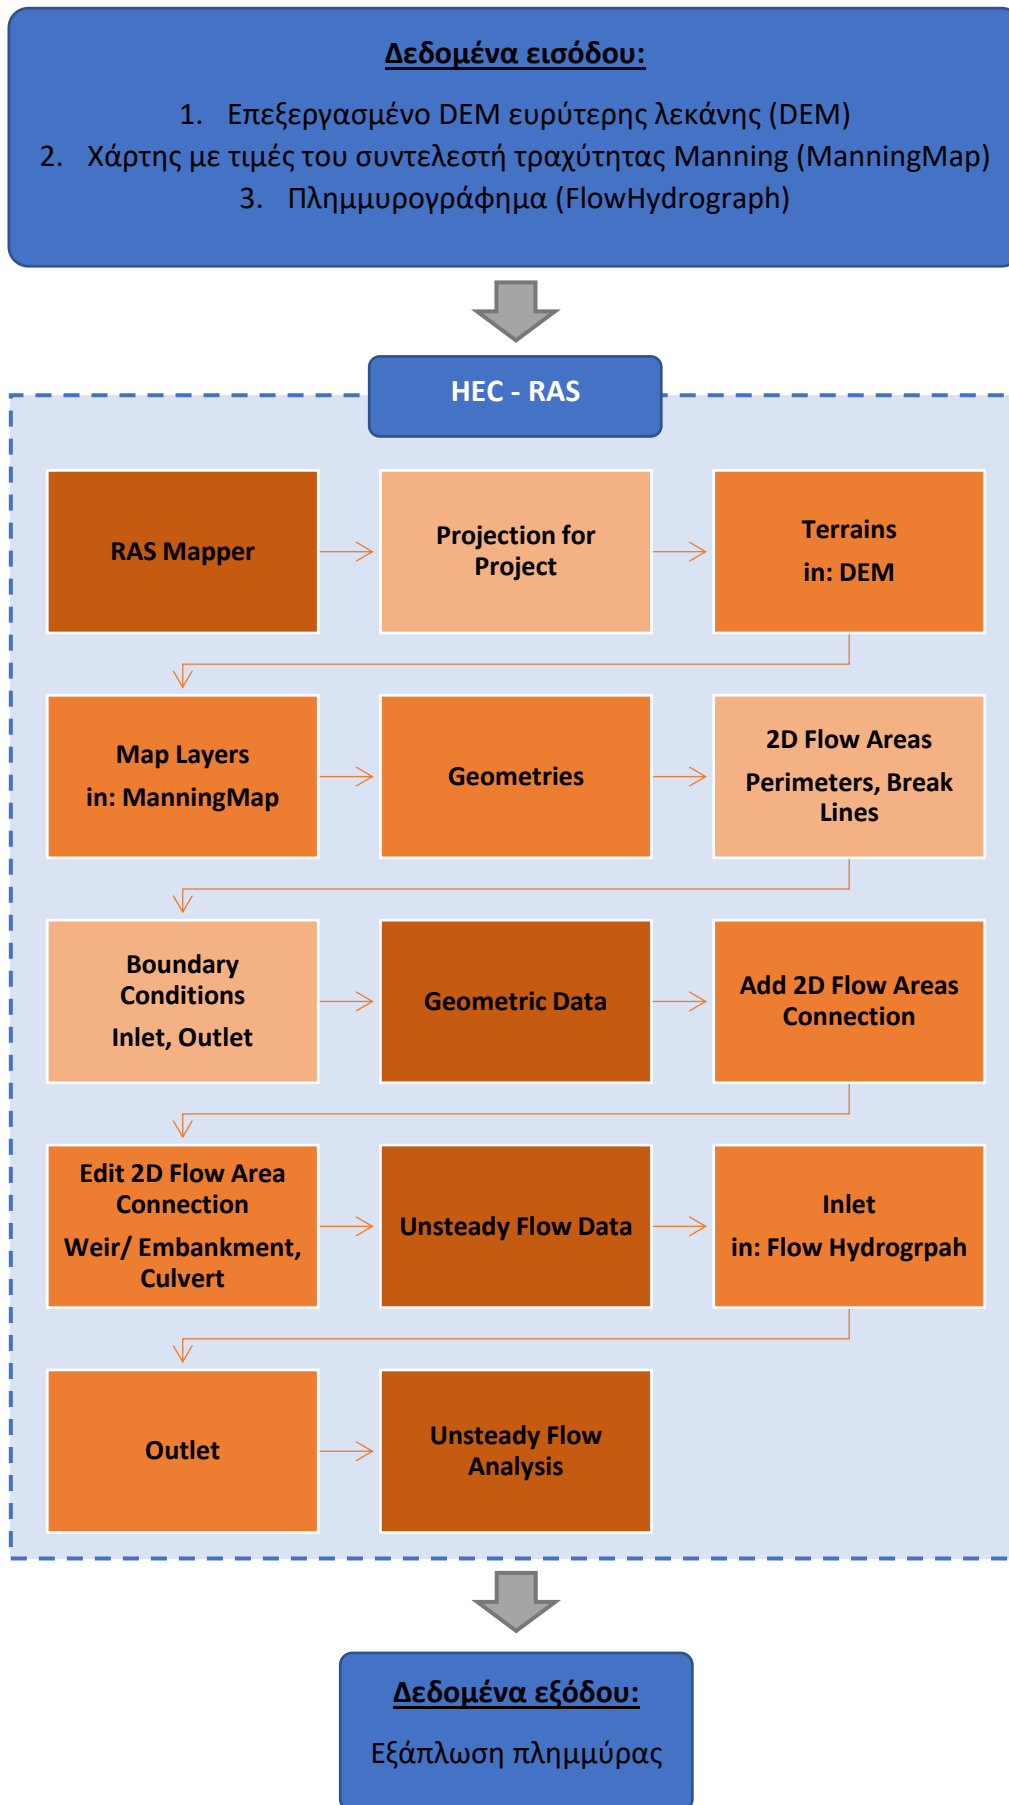 Δεδομένα εισόδου:
1. Επεξεργασμένο DEM ευρύτερης λεκάνης (DEM)
2. Χάρτης με τιμές του συντελεστή τραχύτητας Manning (ManningMap)
3. Πλημμυρογράφημα (FlowHydrograph)
HEC - RAS
RAS Mapper
Projection for
Project
Terrains
in: DEM
Map Layers
in: ManningMap
Geometries
2D Flow Areas
Perimeters, Break
Lines
Boundary
Conditions
Inlet, Outlet
Geometric Data
Add 2D Flow Areas
Connection
Edit 2D Flow Area
Connection
Weir/ Embankment,
Culvert
Unsteady Flow Data
Inlet
in: Flow Hydrogrpah
Outlet
Unsteady Flow
Analysis
Δεδομένα εξόδου:
Εξάπλωση πλημμύρας